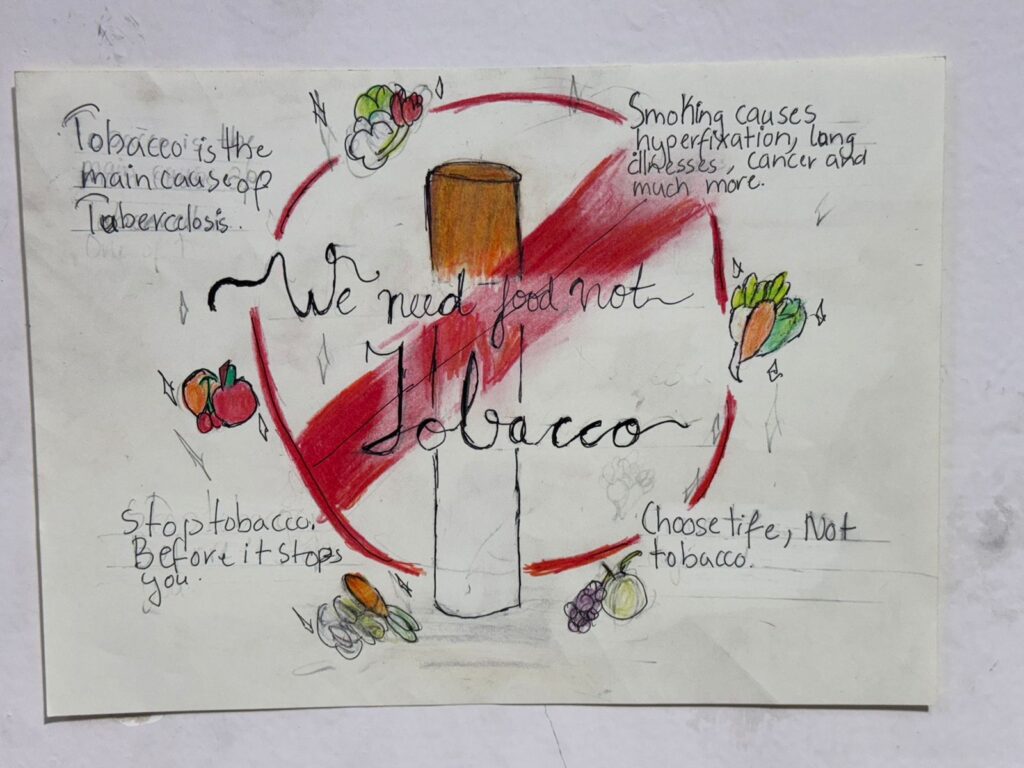 Tobacco is the
main cause of
Tabercolosis.
Smoking causes
hyperfixation, long
illnesses, cancer and
much more.
We need food not
Tobacco
Stop tobacco.
Before it stops
you.
Choose life, Not
tobacco.